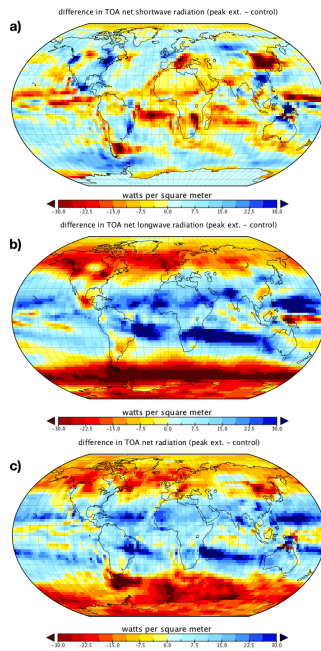 difference in TOA net shortwave radiation (peak ext. - control)
a)
watts per square meter
-30.0 -22.5 -15.0 -7.5 0.0 7.5 15.0 22.5 30.0
difference in TOA net longwave radiation (peak ext. - control)
b)
watts per square meter
-30.0 -22.5 -15.0 -7.5 0.0 7.5 15.0 22.5 30.0
difference in TOA net radiation (peak ext. - control)
c)
watts per square meter
-30.0 -22.5 -15.0 -7.5 0.0 7.5 15.0 22.5 30.0